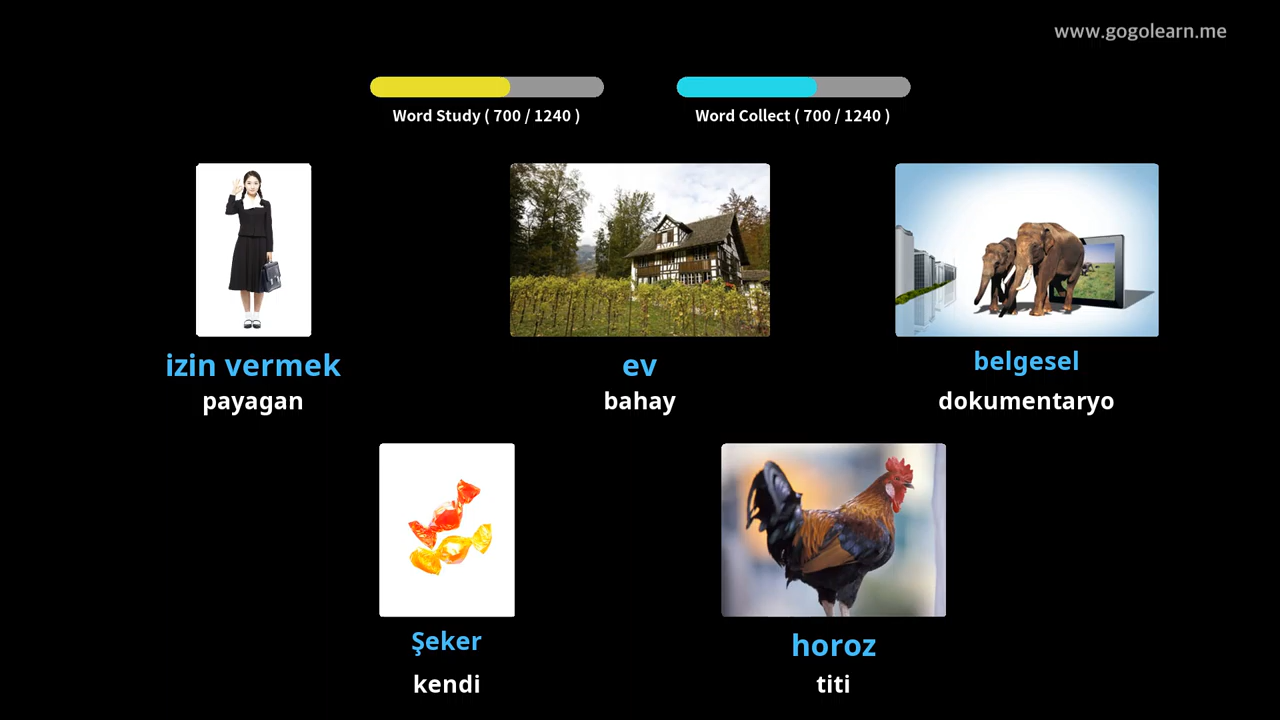 www.gogolearn.me
Word Study ( 700 / 1240 )
Word Collect ( 700 / 1240 )
izin vermek
payagan
ev
bahay
belgesel
dokumentaryo
Şeker
kendi
horoz
titi